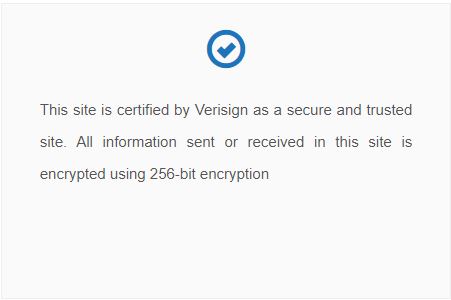 This site is certified by Verisign as a secure and trusted
site. All information sent or received in this site is
encrypted using 256-bit encryption